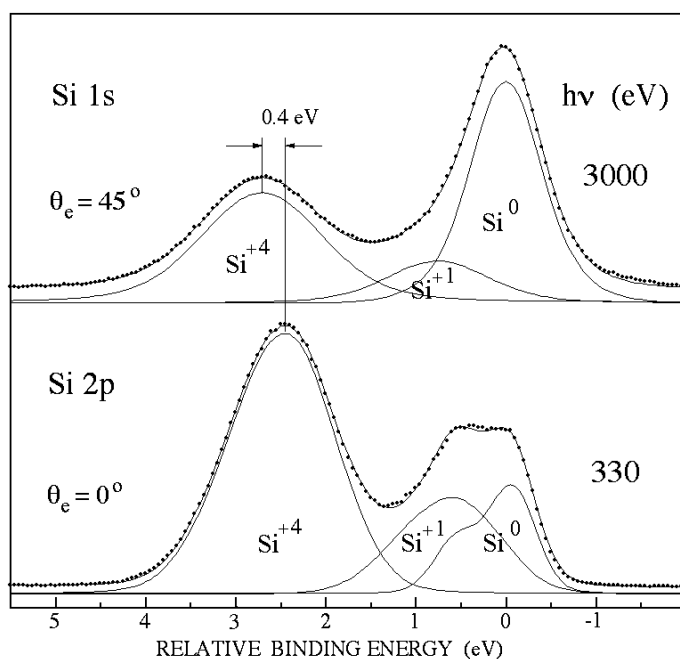 Si 1s
hν (eV)
0.4 eV
θe = 45°
3000
Si+4
Si+1
Si0
Si 2p
θe = 0°
330
Si+4
Si+1
Si0
5 4 3 2 1 0 -1
RELATIVE BINDING ENERGY (eV)